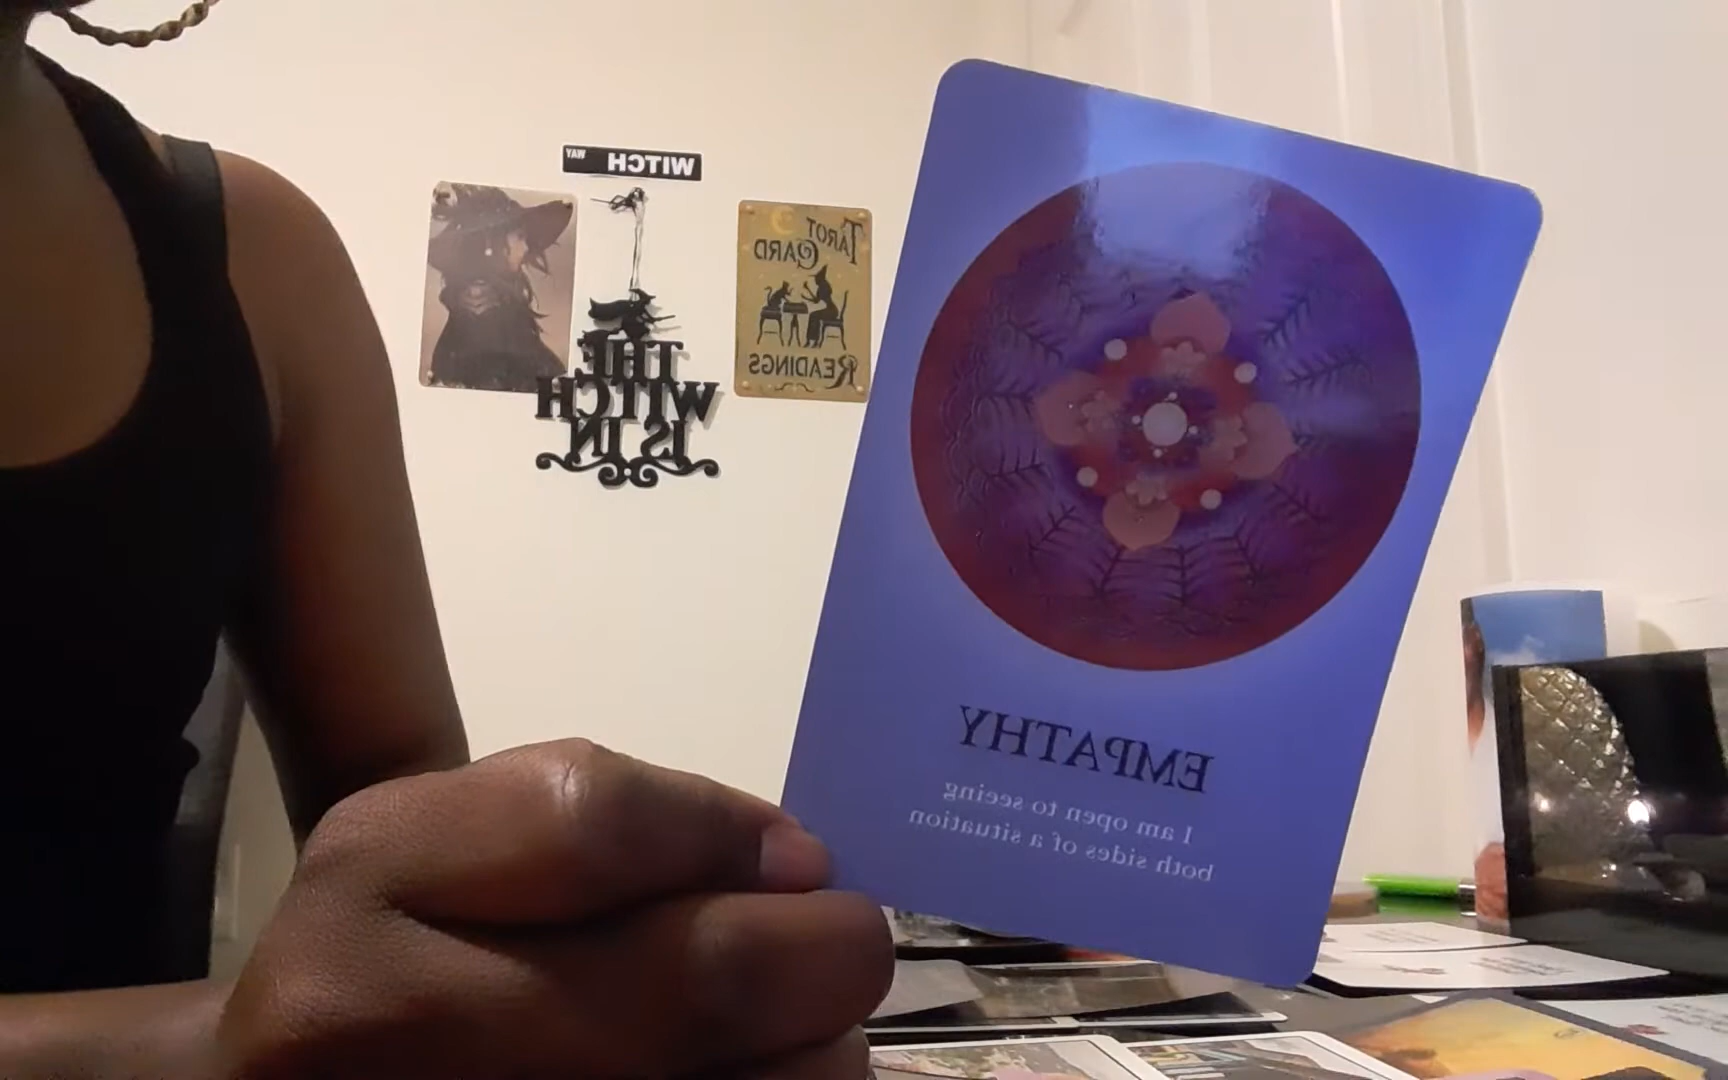 WITCH WAY
TAROT
CARD
READINGS
THE
WITCH
IS IN
EMPATHY
I am open to seeing
both sides of a situation